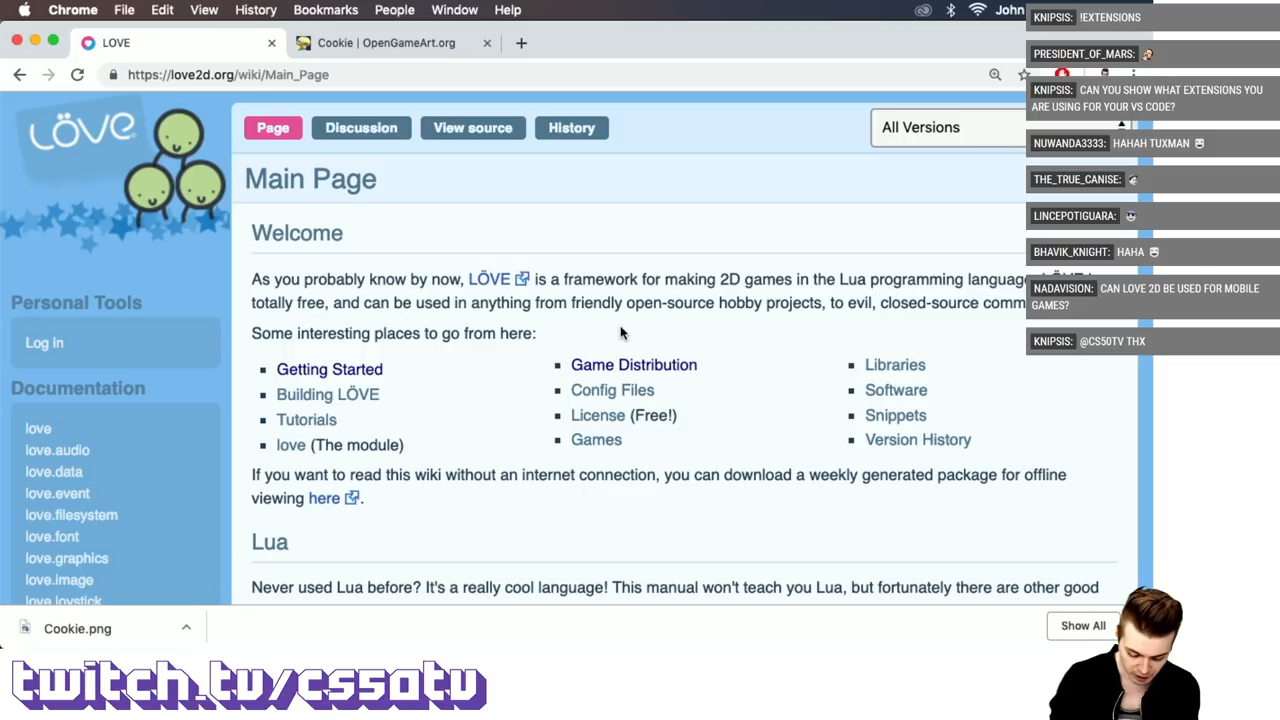 Chrome File Edit View History Bookmarks People Window Help John
LOVE
Cookie | OpenGameArt.org
https://love2d.org/wiki/Main_Page
KNIPSIS: !EXTENSIONS
PRESIDENT_OF_MARS:
KNIPSIS: CAN YOU SHOW WHAT EXTENSIONS YOU
ARE USING FOR YOUR VS CODE?
NUWANDA3333: HAHAH TUXMAN
THE_TRUE_CANISE:
LINCEPOTIGUARA:
BHAVIK_KNIGHT: HAHA
NADAVISION: CAN LOVE 2D BE USED FOR MOBILE
GAMES?
KNIPSIS: @CS50TV THX
LÖVE
Page Discussion View source History All Versions
Main Page
Welcome
As you probably know by now, LÖVE is a framework for making 2D games in the Lua programming language
totally free, and can be used in anything from friendly open-source hobby projects, to evil, closed-source comm
Some interesting places to go from here:
Getting Started
Building LÖVE
Tutorials
love (The module)
Game Distribution
Config Files
License (Free!)
Games
Libraries
Software
Snippets
Version History
If you want to read this wiki without an internet connection, you can download a weekly generated package for offline
viewing here .
Lua
Never used Lua before? It's a really cool language! This manual won't teach you Lua, but fortunately there are other good
Personal Tools
Log in
Documentation
love
love.audio
love.data
love.event
love.filesystem
love.font
love.graphics
love.image
love.joystick
Cookie.png
Show All
twitch.tv/cs50tv